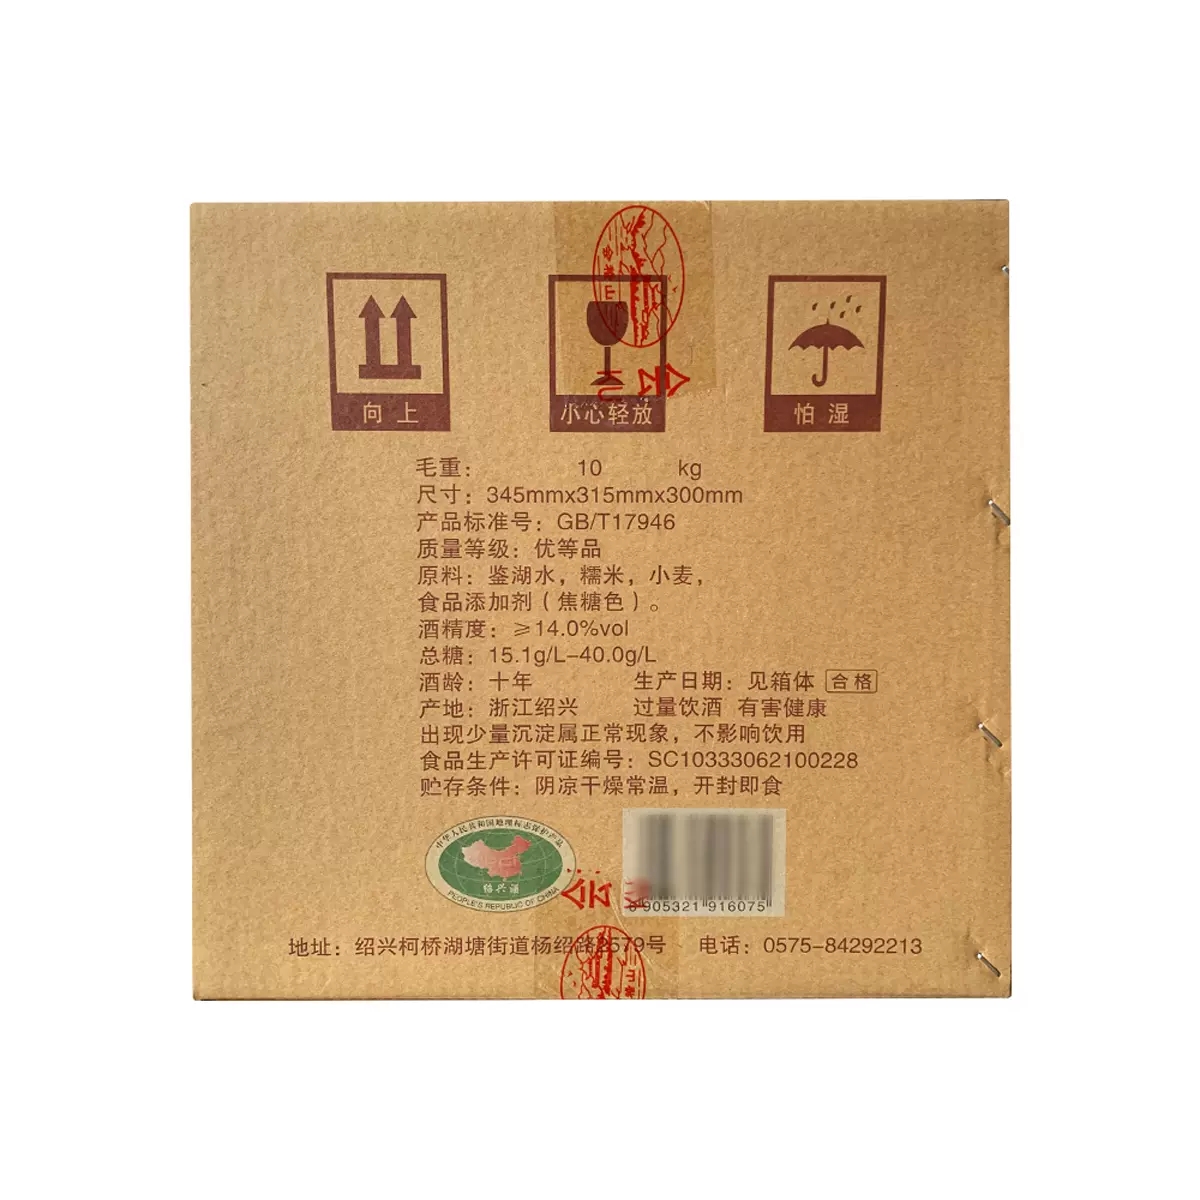 向上
小心轻放
怕湿
毛重： 10 kg
尺寸：345mmx315mmx300mm
产品标准号：GB/T17946
质量等级：优等品
原料：鉴湖水，糯米，小麦，
食品添加剂（焦糖色）。
酒精度：≥14.0%vol
总糖：15.1g/L-40.0g/L
酒龄：十年 生产日期：见箱体 合格
产地：浙江绍兴 过量饮酒 有害健康
出现少量沉淀属正常现象，不影响饮用
食品生产许可证编号：SC10333062100228
贮存条件：阴凉干燥常温，开封即食
中华人民共和国地理标志保护产品
PGI
绍兴酒
PEOPLE'S REPUBLIC OF CHINA
6 905321 916075
地址：绍兴柯桥湖塘街道杨绍路2579号 电话：0575-84292213